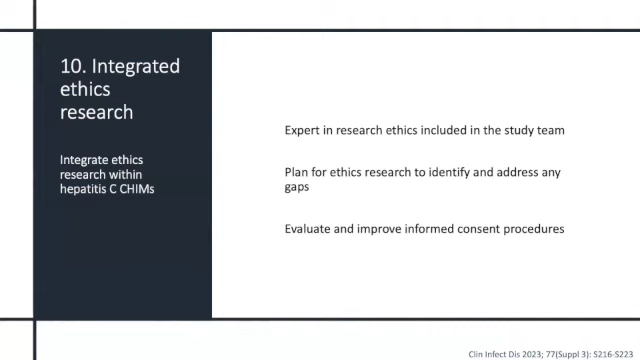 10. Integrated
ethics
research
Integrate ethics
research within
hepatitis C CHIMs
Expert in research ethics included in the study team
Plan for ethics research to identify and address any
gaps
Evaluate and improve informed consent procedures
Clin Infect Dis 2023; 77(Suppl 3): S216-S223